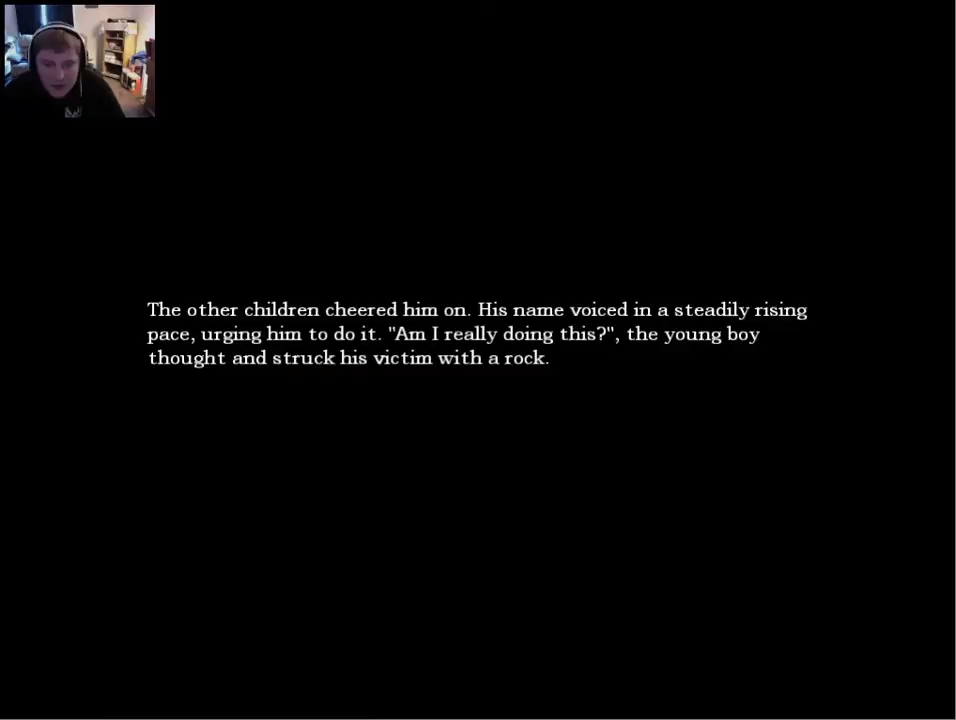 The other children cheered him on. His name voiced in a steadily rising
pace, urging him to do it. "Am I really doing this?", the young boy
thought and struck his victim with a rock.